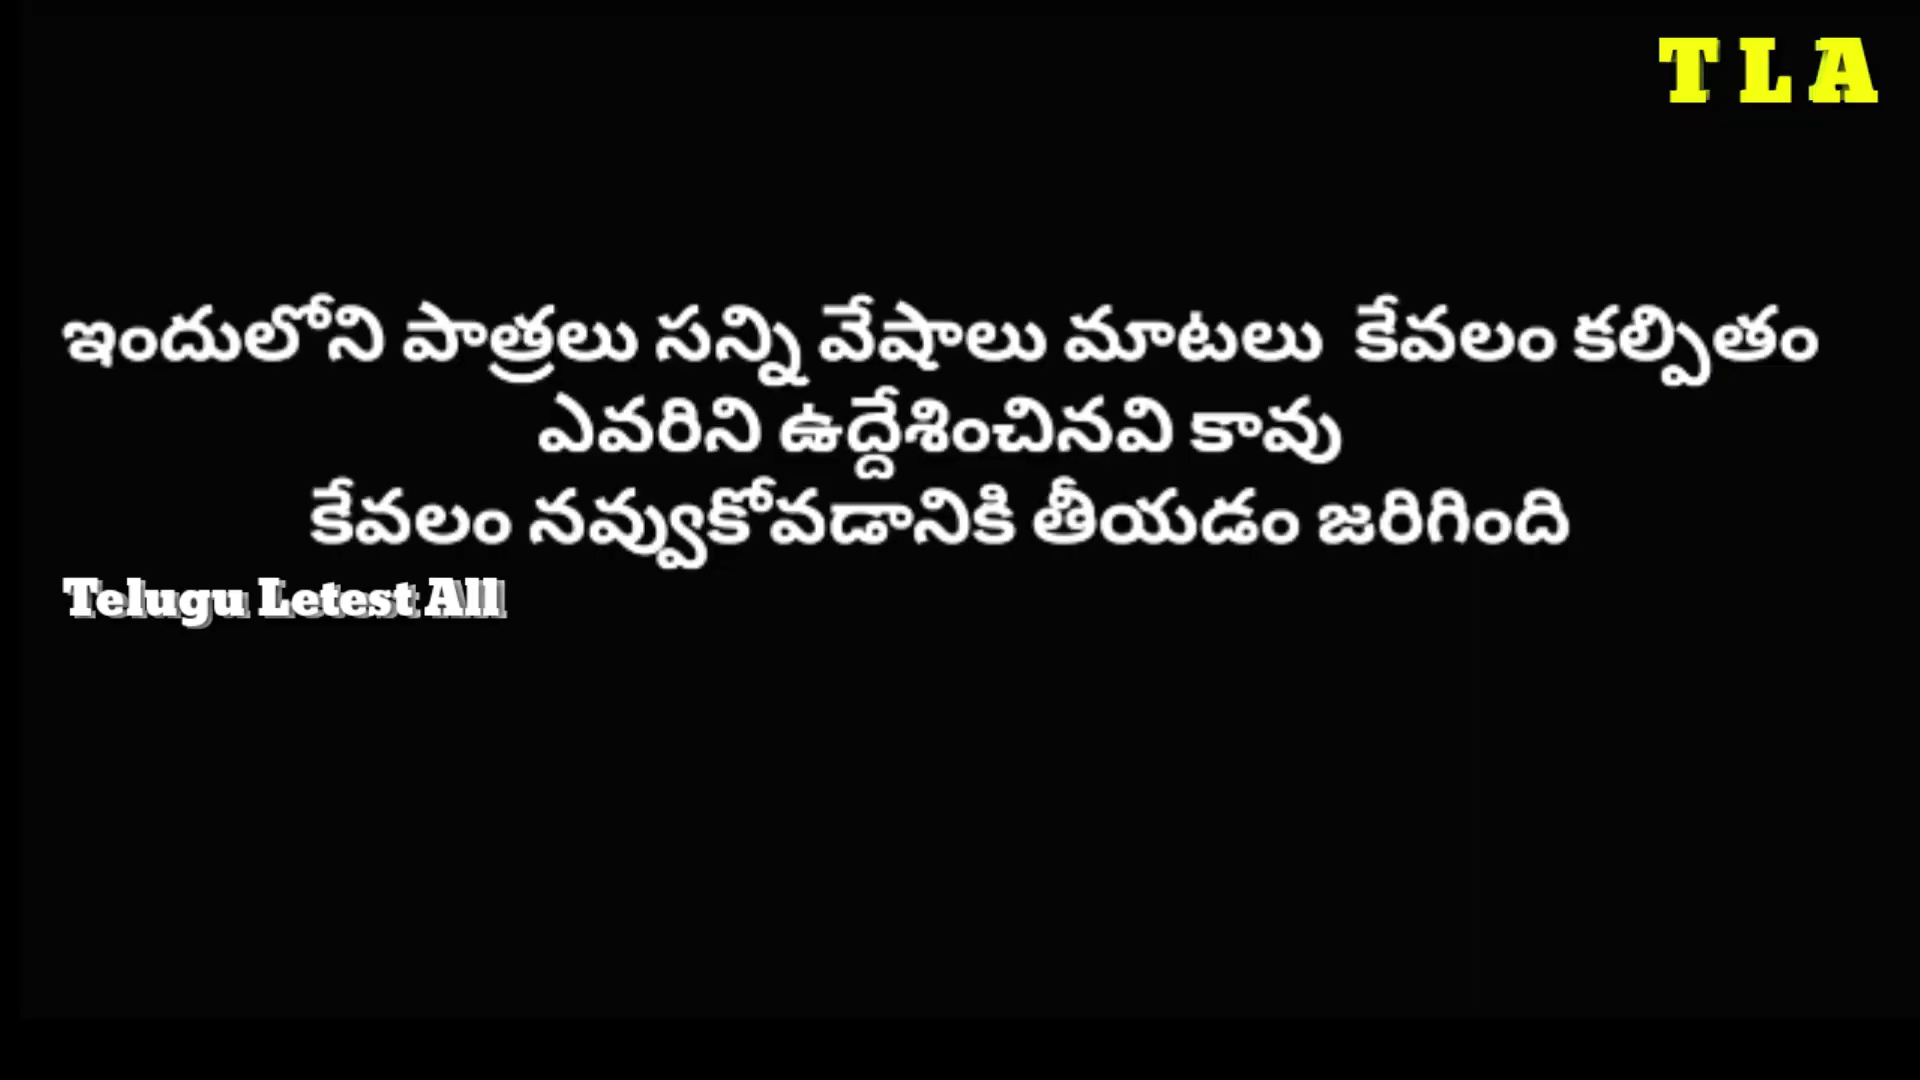 T L A
ఇందులోని పాత్రలు సన్ని వేషాలు మాటలు కేవలం కల్పితం
ఎవరిని ఉద్దేశించినవి కావు
కేవలం నవ్వుకోవడానికి తీయడం జరిగింది
Telugu Letest All